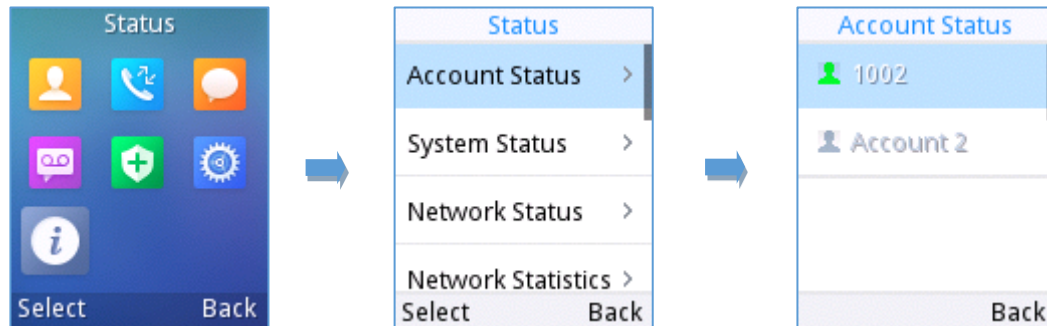 Status
Select Back
Status
Account Status
System Status
Network Status
Network Statistics
Select Back
Account Status
1002
Account 2
Back